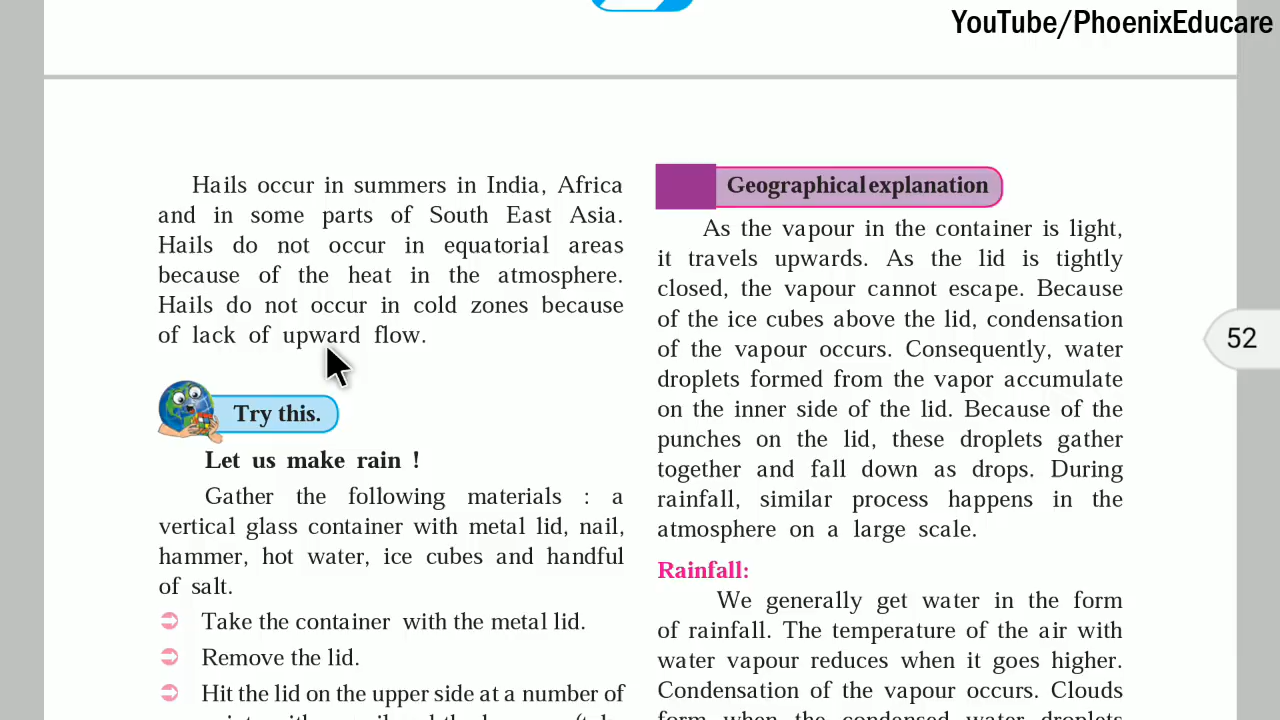 YouTube/PhoenixEducare
Hails occur in summers in India, Africa
and in some parts of South East Asia.
Hails do not occur in equatorial areas
because of the heat in the atmosphere.
Hails do not occur in cold zones because
of lack of upward flow.
Try this.
Let us make rain !
Gather the following materials : a
vertical glass container with metal lid, nail,
hammer, hot water, ice cubes and handful
of salt.
Take the container with the metal lid.
Remove the lid.
Hit the lid on the upper side at a number of
Geographical explanation
As the vapour in the container is light,
it travels upwards. As the lid is tightly
closed, the vapour cannot escape. Because
of the ice cubes above the lid, condensation
of the vapour occurs. Consequently, water
droplets formed from the vapor accumulate
on the inner side of the lid. Because of the
punches on the lid, these droplets gather
together and fall down as drops. During
rainfall, similar process happens in the
atmosphere on a large scale.
Rainfall:
We generally get water in the form
of rainfall. The temperature of the air with
water vapour reduces when it goes higher.
Condensation of the vapour occurs. Clouds
form when the condensed water droplets
52